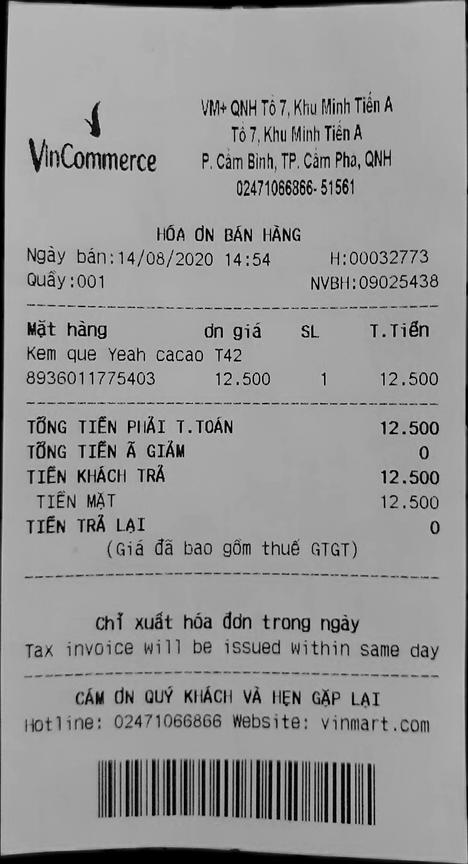 VinCommerce
VM+ QNH Tổ 7, Khu Minh Tiến A
Tổ 7, Khu Minh Tiến A
P. Cẩm Bình, TP. Cẩm Phả, QNH
02471066866- 51561
HÓA ƠN BÁN HÀNG
Ngày bán:14/08/2020 14:54 H:00032773
Quầy:001 NVBH:09025438
Mặt hàng ơn giá SL T.Tiền
Kem que Yeah cacao T42
8936011775403 12.500 1 12.500
TỔNG TIỀN PHẢI T.TOÁN 12.500
TỔNG TIỀN Ã GIẢM 0
TIỀN KHÁCH TRẢ 12.500
TIỀN MẶT 12.500
TIỀN TRẢ LẠI 0
(Giá đã bao gồm thuế GTGT)
Chỉ xuất hóa đơn trong ngày
Tax invoice will be issued within same day
CẢM ƠN QUÝ KHÁCH VÀ HẸN GẶP LẠI
Hotline: 02471066866 Website: vinmart.com